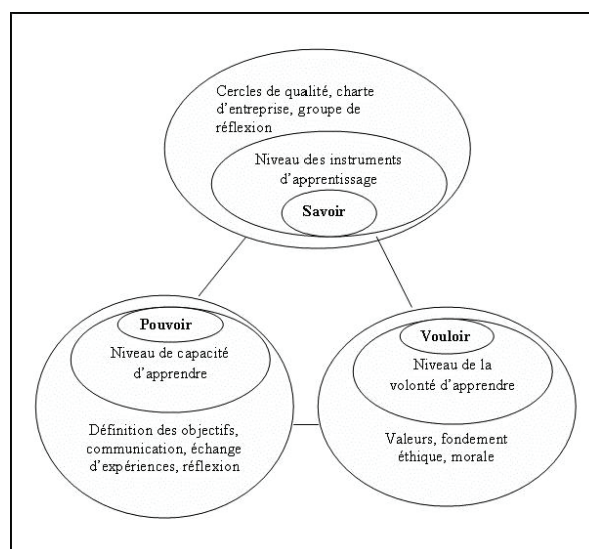 Cercles de qualité, charte
d'entreprise, groupe de
réflexion
Niveau des instruments
d'apprentissage
Savoir
Pouvoir
Niveau de capacité
d'apprendre
Définition des objectifs,
communication, échange
d'expériences, réflexion
Vouloir
Niveau de la
volonté d'apprendre
Valeurs, fondement
éthique, morale